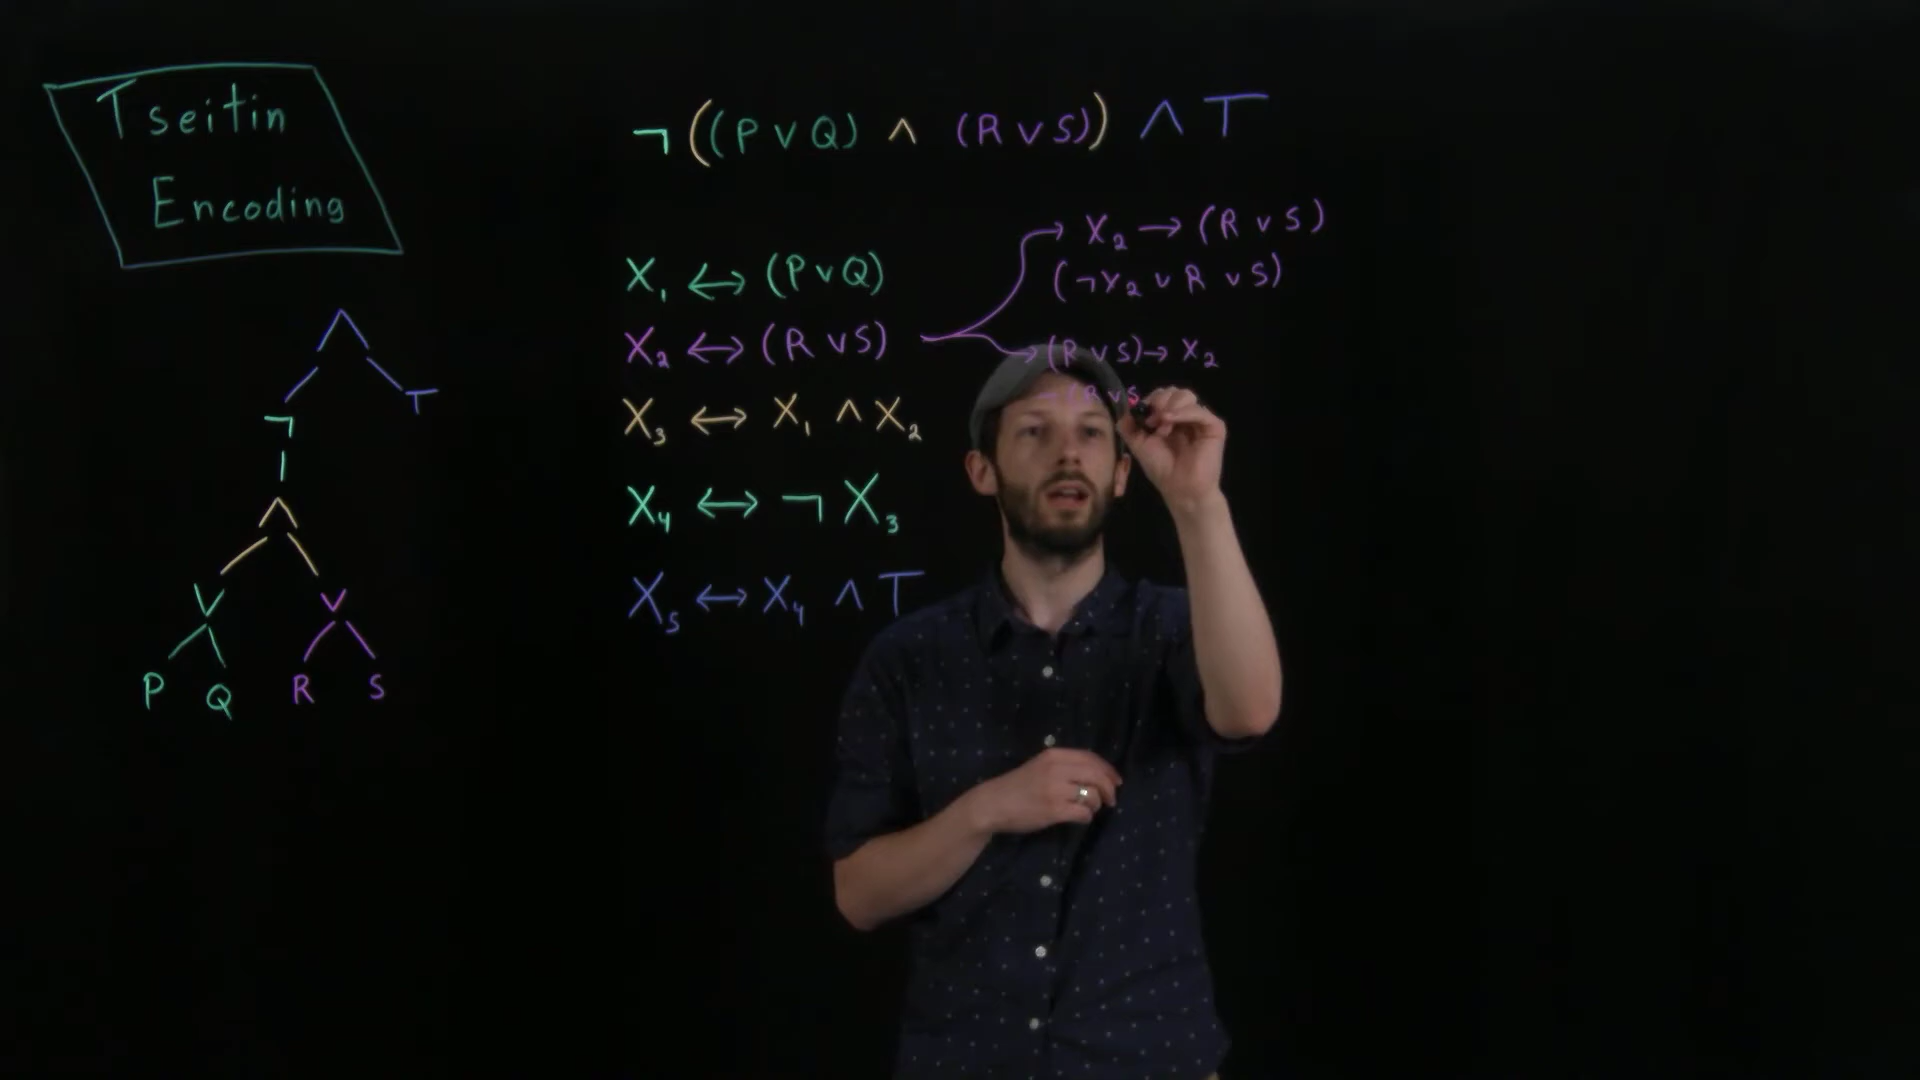 Tseitin
Encoding
¬((P ∨ Q) ∧ (R ∨ S)) ∧ T
X₁ ↔ (P ∨ Q)
X₂ ↔ (R ∨ S)
X₃ ↔ X₁ ∧ X₂
X₄ ↔ ¬X₃
X₅ ↔ X₄ ∧ T
X₂ → (R ∨ S)
(¬X₂ ∨ R ∨ S)
(R ∨ S) → X₂
¬(R ∨ S
∧
¬ T
∧
∨ ∨
P Q R S